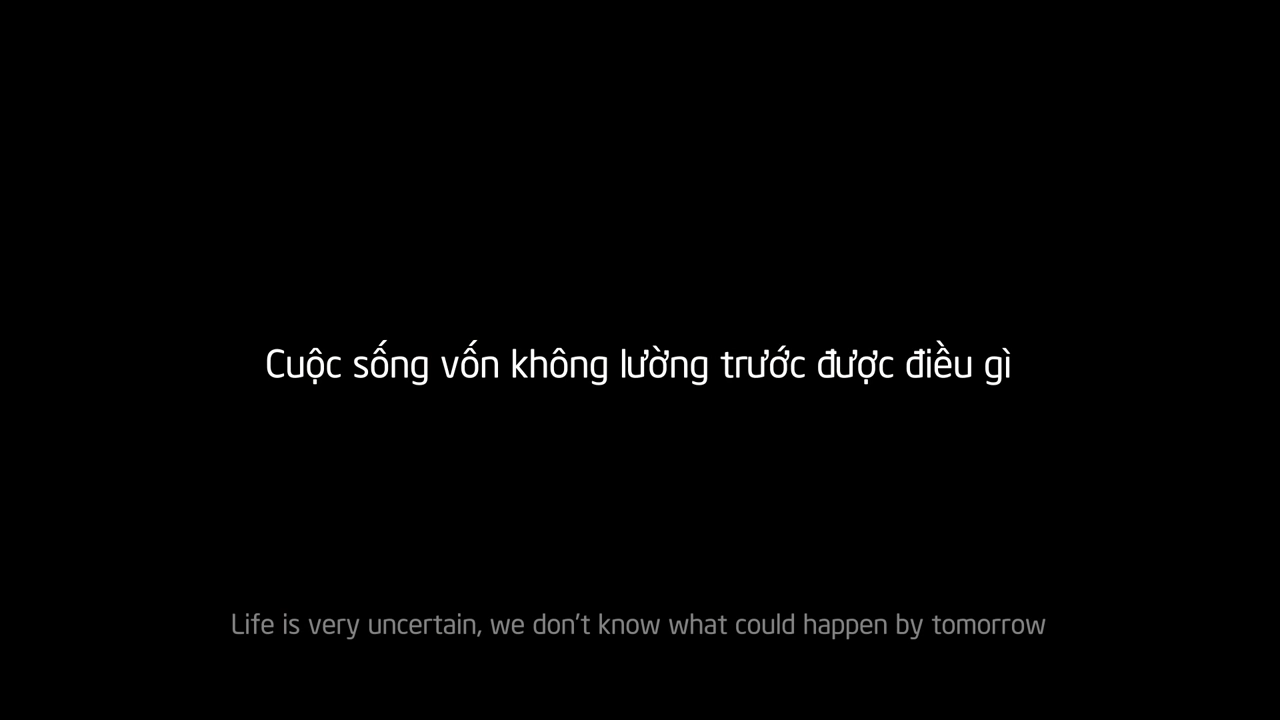 Cuộc sống vốn không lường trước được điều gì
Life is very uncertain, we don't know what could happen by tomorrow